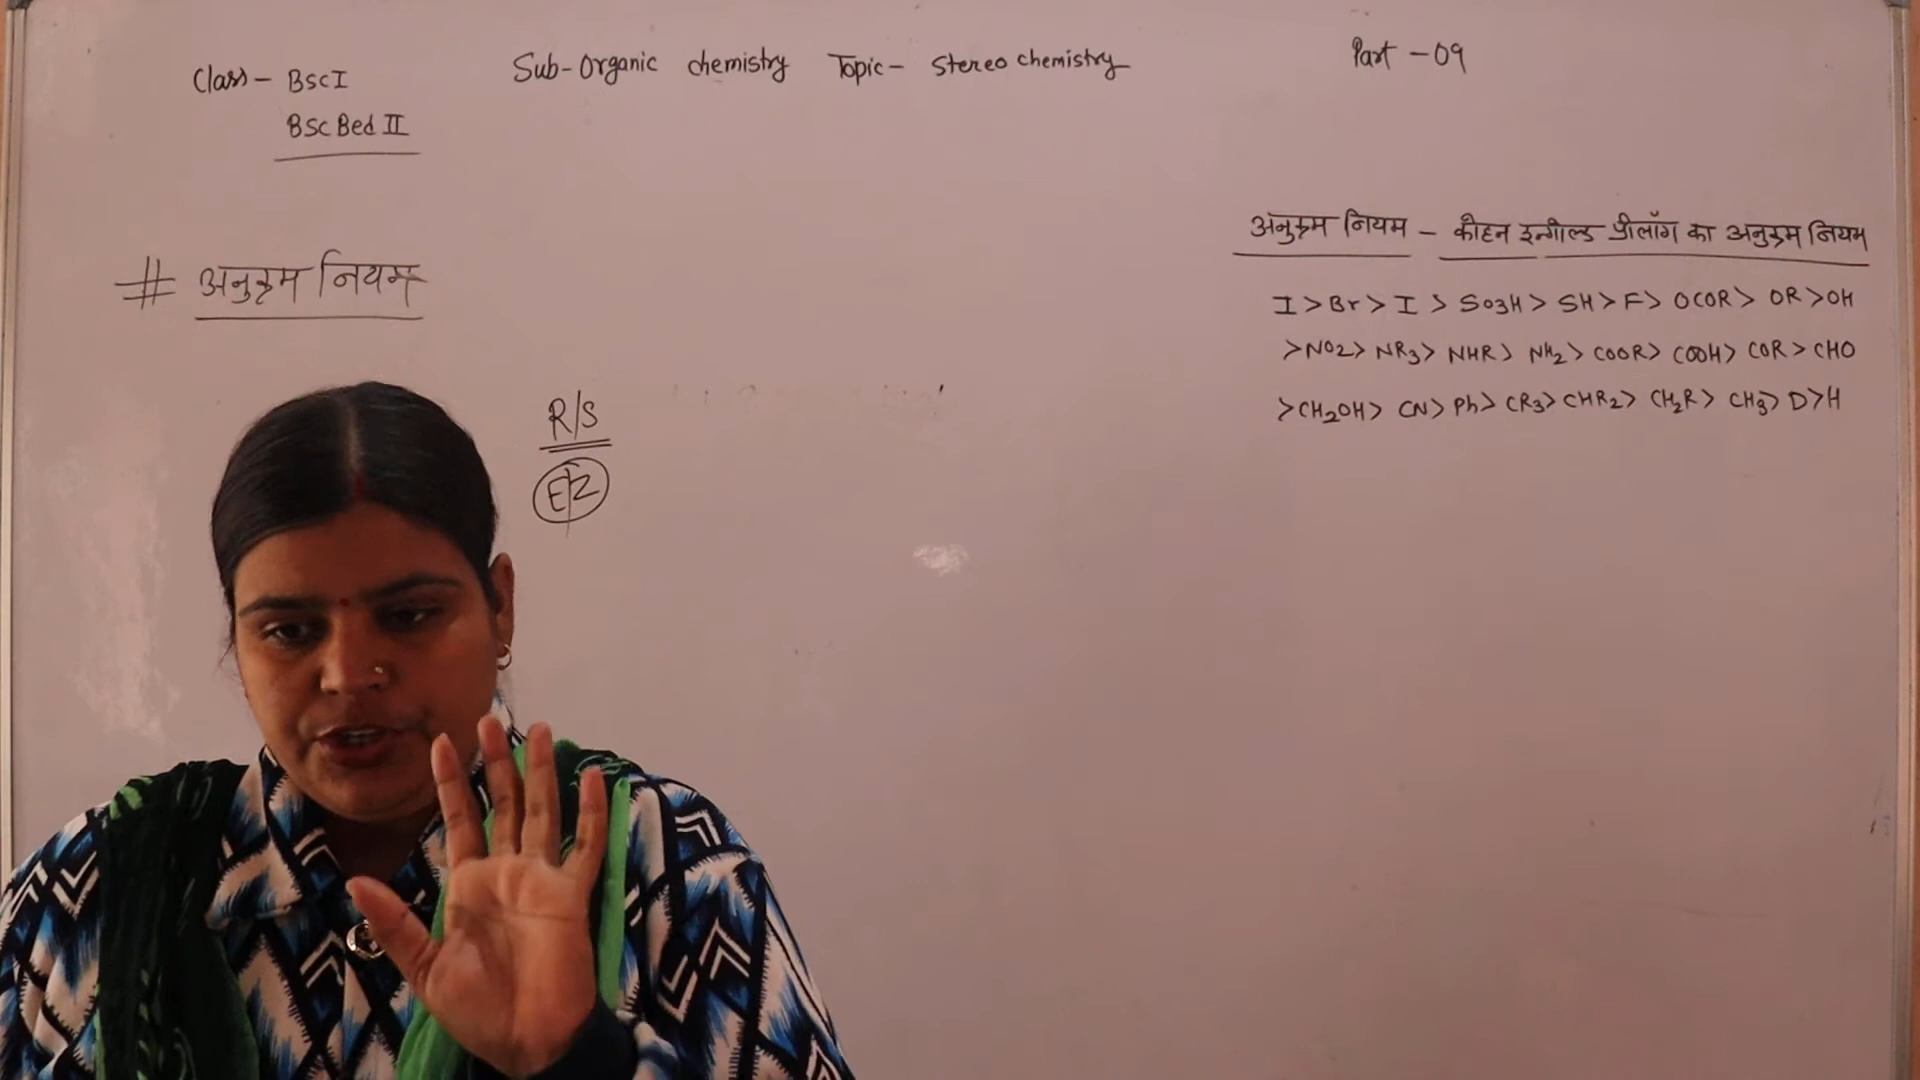 Class - BSc I
BSc Bed II
Sub-Organic chemistry Topic - Stereo chemistry
Part - 09
# अनुक्रम नियम
R/S
E/Z
अनुक्रम नियम - कॉहन इन्गोल्ड प्रीलॉग का अनुक्रम नियम
I > Br > I > SO3H > SH > F > OCOR > OR > OH
> NO2 > NR3 > NHR > NH2 > COOR > COOH > COR > CHO
> CH2OH > CN > Ph > CR3 > CHR2 > CH2R > CH3 > D > H